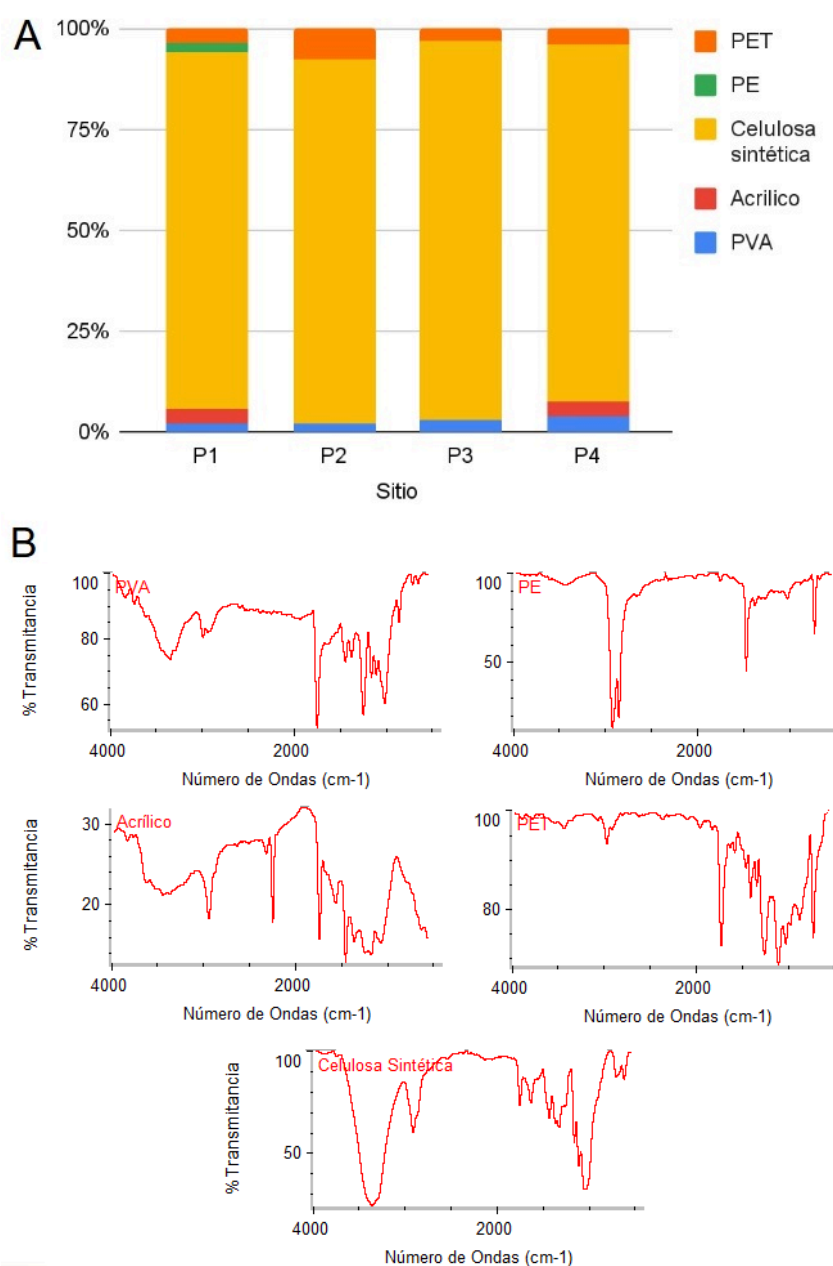 A
100%
75%
50%
25%
0%
P1
P2
P3
P4
Sitio
PET
PE
Celulosa
sintética
Acrilico
PVA
B
PVA
100
80
60
% Transmitancia
4000
2000
Número de Ondas (cm-1)
PE
100
50
4000
2000
Número de Ondas (cm-1)
Acrílico
30
20
% Transmitancia
4000
2000
Número de Ondas (cm-1)
PET
100
80
4000
2000
Número de Ondas (cm-1)
Celulosa Sintética
100
50
% Transmitancia
4000
2000
Número de Ondas (cm-1)